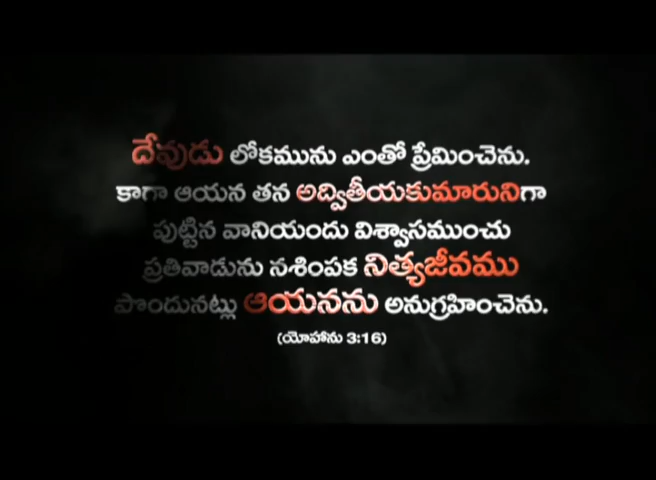 దేవుడు లోకమును ఎంతో ప్రేమించెను.
కాగా ఆయన తన అద్వితీయకుమారునిగా
పుట్టిన వానియందు విశ్వాసముంచు
ప్రతివాడును నశింపక నిత్యజీవము
పొందునట్లు ఆయనను అనుగ్రహించెను.
(యోహాను 3:16)